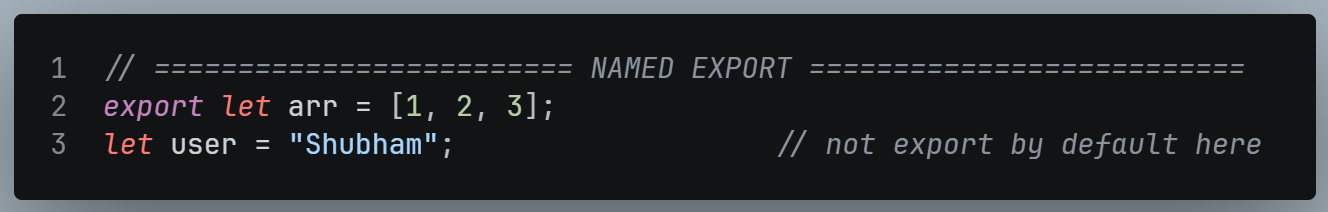 1 // ========================= NAMED EXPORT ==========================
2 export let arr = [1, 2, 3];
3 let user = "Shubham"; // not export by default here